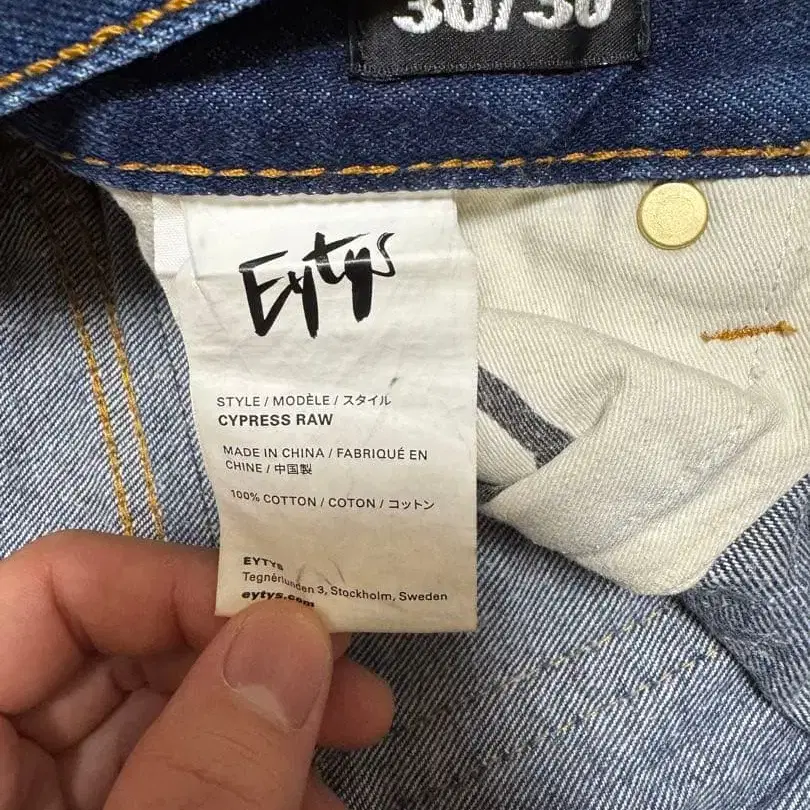 30/30
Eytys
STYLE / MODÈLE / スタイル
CYPRESS RAW
MADE IN CHINA / FABRIQUÉ EN
CHINE / 中国製
100% COTTON / COTON / コットン
EYTYS
Tegnérlunden 3, Stockholm, Sweden
eytys.com